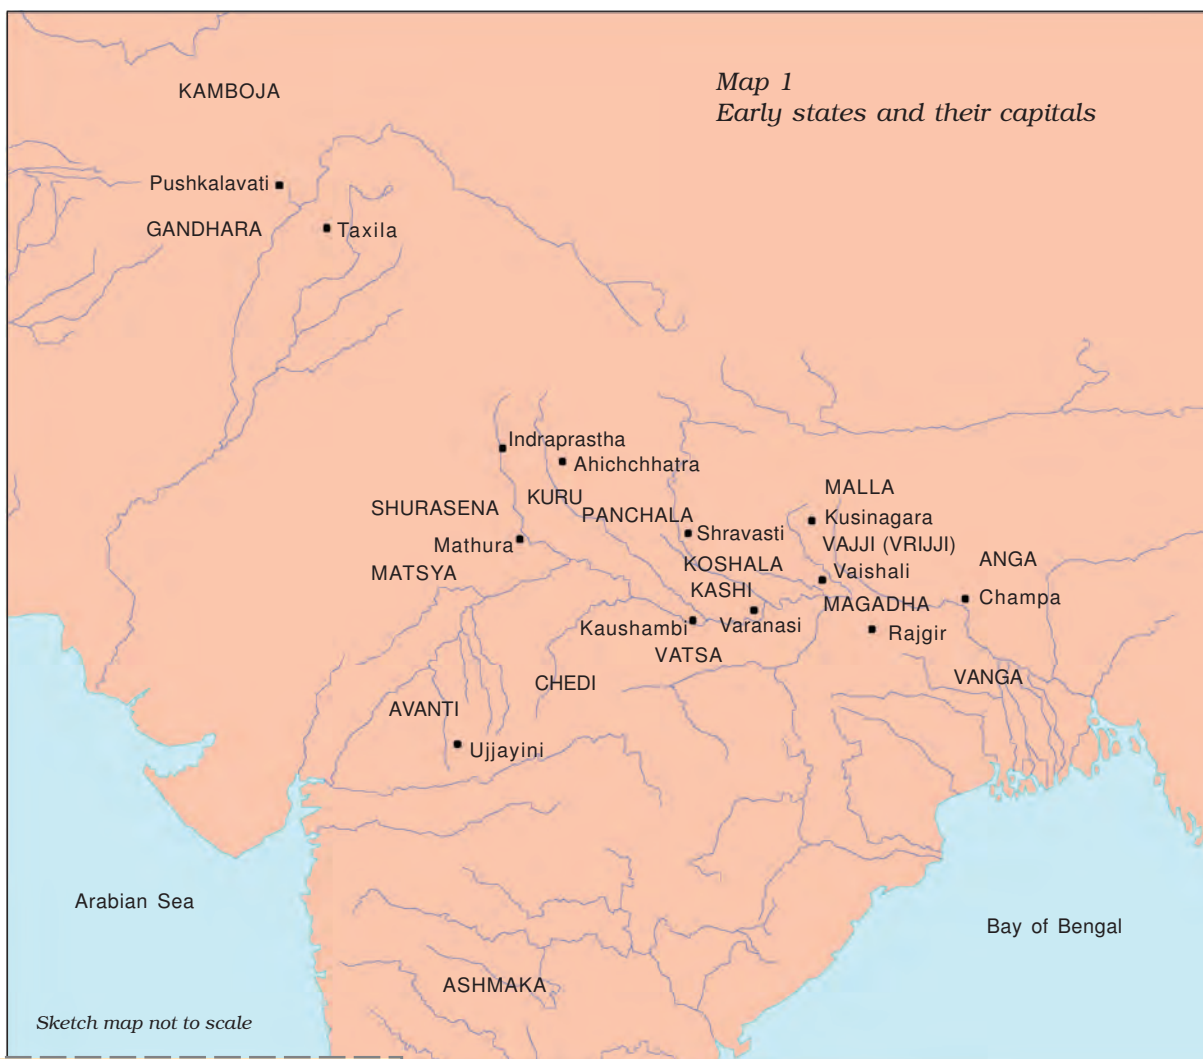 Map 1
Early states and their capitals
KAMBOJA
Pushkalavati
GANDHARA
Taxila
Indraprastha
Ahichchhatra
MALLA
KURU
SHURASENA
PANCHALA
Kusinagara
Shravasti
Mathura
VAJJI (VRIJJI)
ANGA
KOSHALA
MATSYA
Vaishali
KASHI
Champa
MAGADHA
Kaushambi
Varanasi
Rajgir
VATSA
VANGA
CHEDI
AVANTI
Ujjayini
Arabian Sea
Bay of Bengal
ASHMAKA
Sketch map not to scale